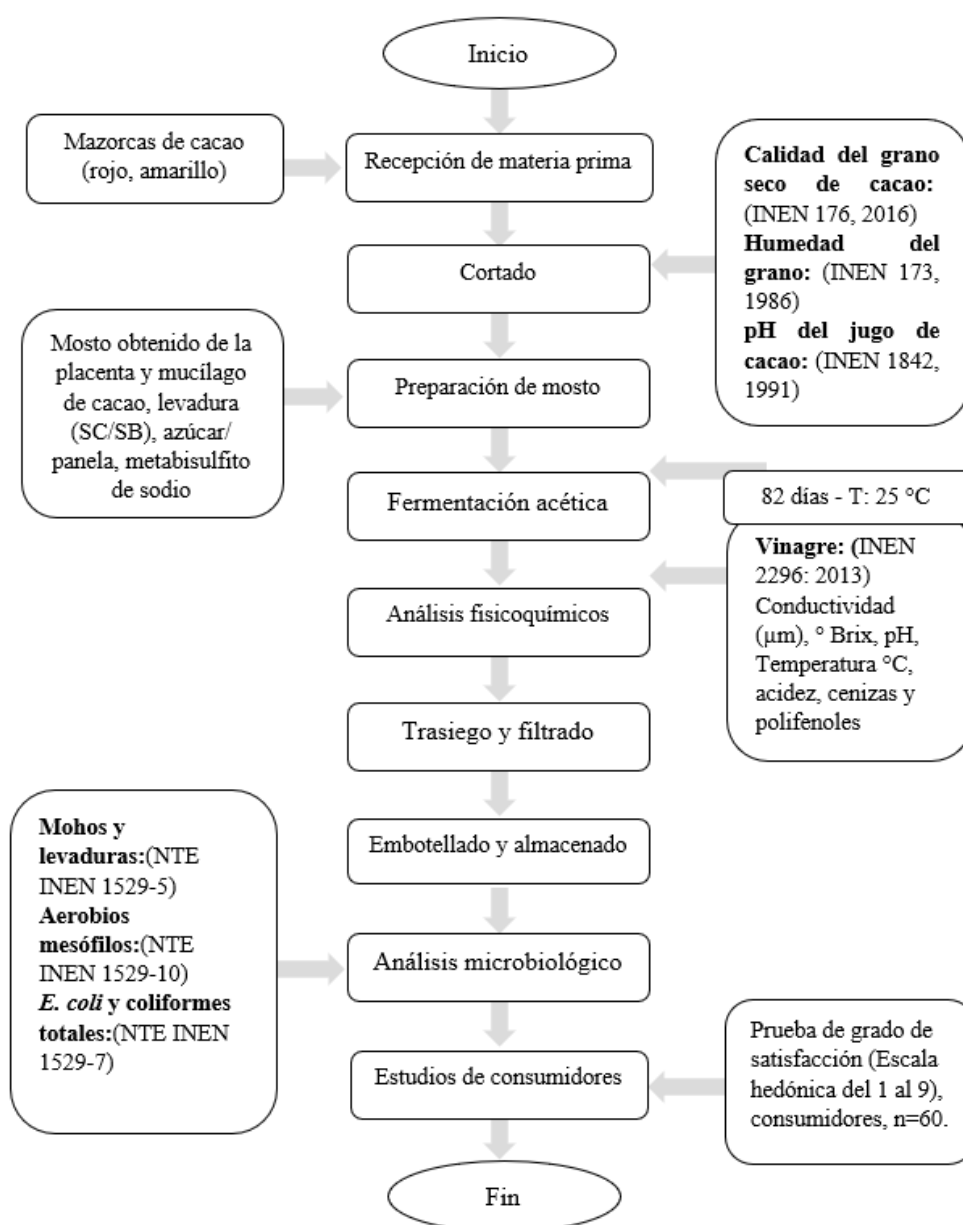 Inicio
Mazorcas de cacao
(rojo, amarillo)
Recepción de materia prima
Calidad del grano
seco de cacao:
(INEN 176, 2016)
Humedad del
grano: (INEN 173,
1986)
pH del jugo de
cacao: (INEN 1842,
1991)
Cortado
Mosto obtenido de la
placenta y mucílago
de cacao, levadura
(SC/SB), azúcar/
panela, metabisulfito
de sodio
Preparación de mosto
Fermentación acética
82 días - T: 25 °C
Vinagre: (INEN
2296: 2013)
Conductividad
(μm), ° Brix, pH,
Temperatura °C,
acidez, cenizas y
polifenoles
Análisis fisicoquímicos
Trasiego y filtrado
Embotellado y almacenado
Mohos y
levaduras:(NTE
INEN 1529-5)
Aerobios
mesófilos:(NTE
INEN 1529-10)
E. coli y coliformes
totales:(NTE INEN
1529-7)
Análisis microbiológico
Estudios de consumidores
Prueba de grado de
satisfacción (Escala
hedónica del 1 al 9),
consumidores, n=60.
Fin